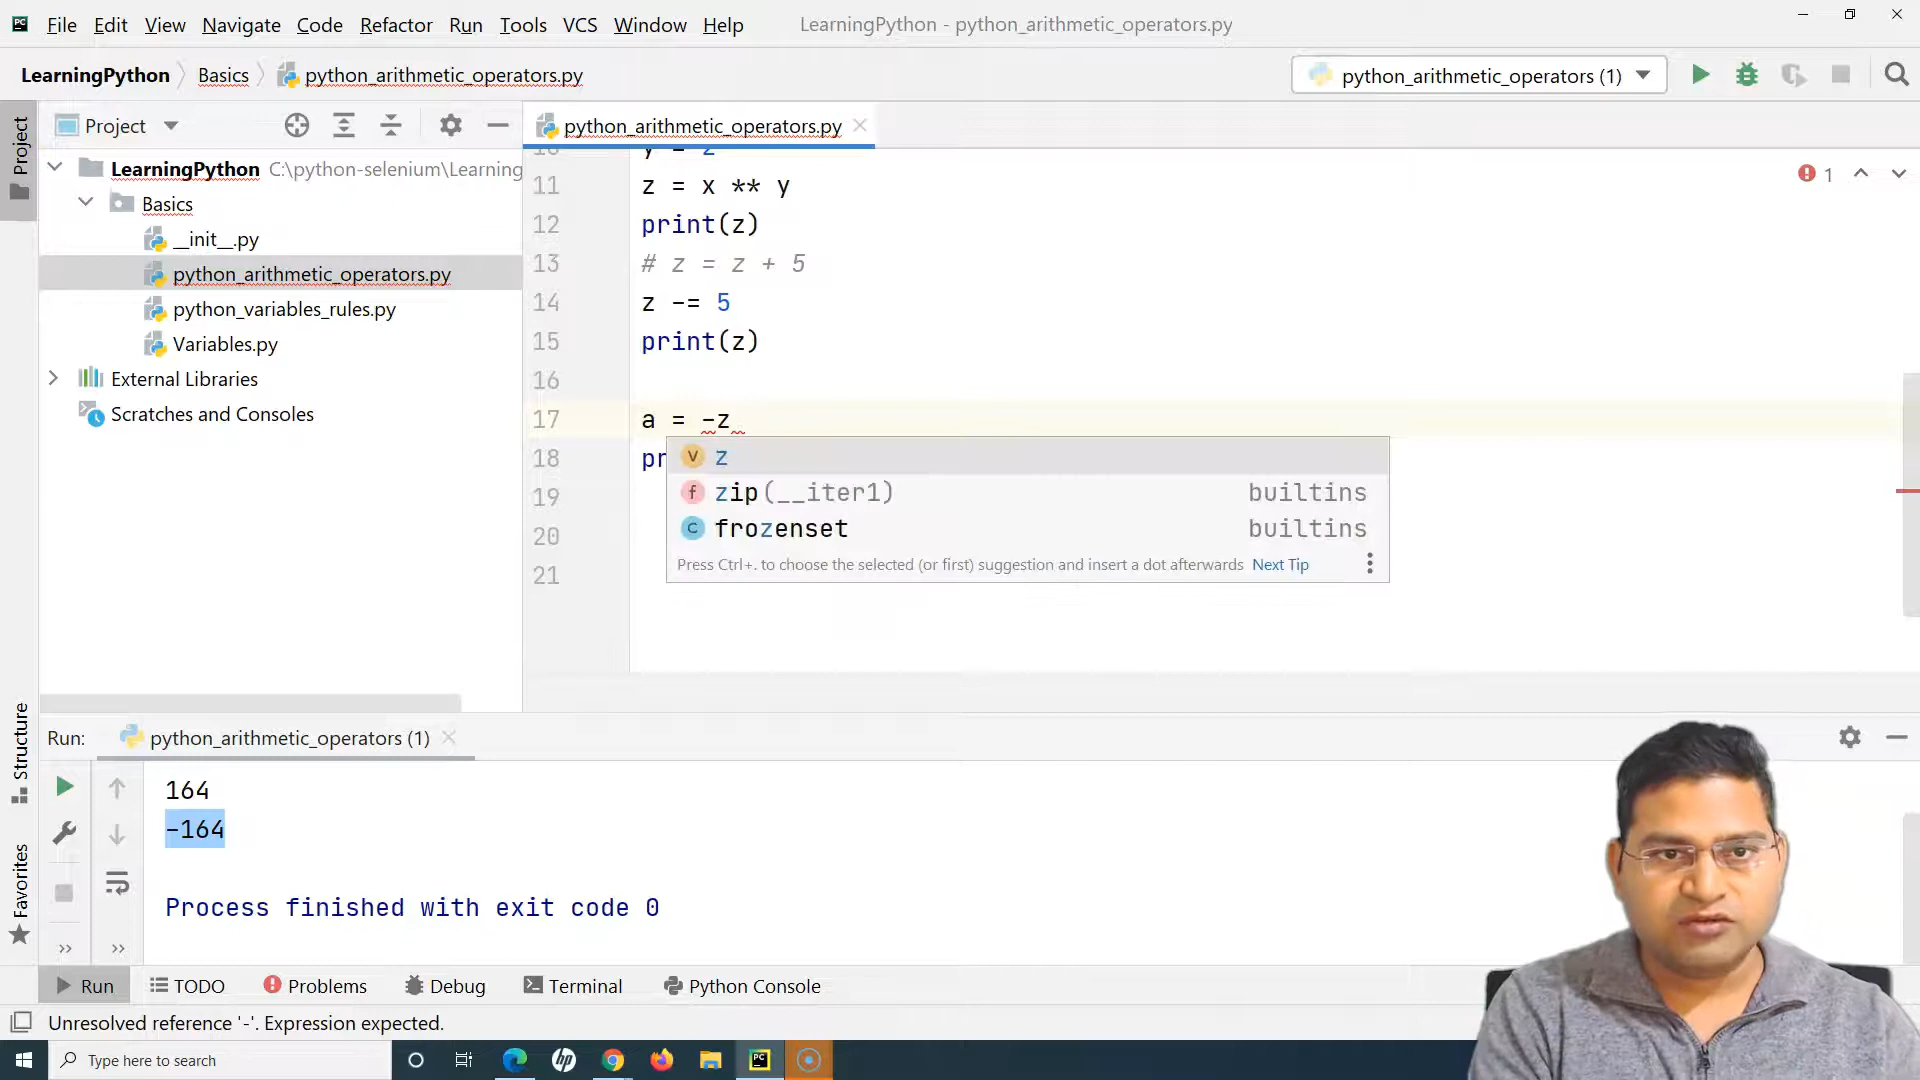 File Edit View Navigate Code Refactor Run Tools VCS Window Help LearningPython - python_arithmetic_operators.py
LearningPython Basics python_arithmetic_operators.py python_arithmetic_operators (1)
Project
Project
python_arithmetic_operators.py
LearningPython C:\python-selenium\Learning
Basics
__init__.py
python_arithmetic_operators.py
python_variables_rules.py
Variables.py
External Libraries
Scratches and Consoles
1
10 y = 2
11 z = x ** y
12 print(z)
13 # z = z + 5
14 z -= 5
15 print(z)
16
17 a = -z
18 pr
19
20
21
v z
f zip(__iter1) builtins
c frozenset builtins
Press Ctrl+. to choose the selected (or first) suggestion and insert a dot afterwards Next Tip
Structure
Favorites
Run: python_arithmetic_operators (1)
164
-164
Process finished with exit code 0
Run TODO Problems Debug Terminal Python Console
Unresolved reference '-'. Expression expected.
Type here to search